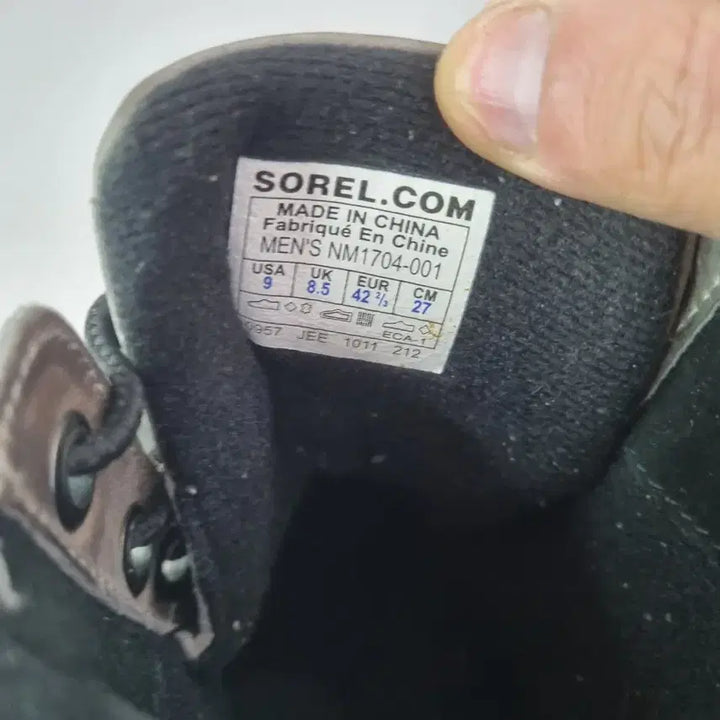 SOREL.COM
MADE IN CHINA
Fabriqué En Chine
MEN'S NM1704-001
USA UK EUR CM
9 8.5 42 ²/₃ 27
ECA-1
JEE 1011 212